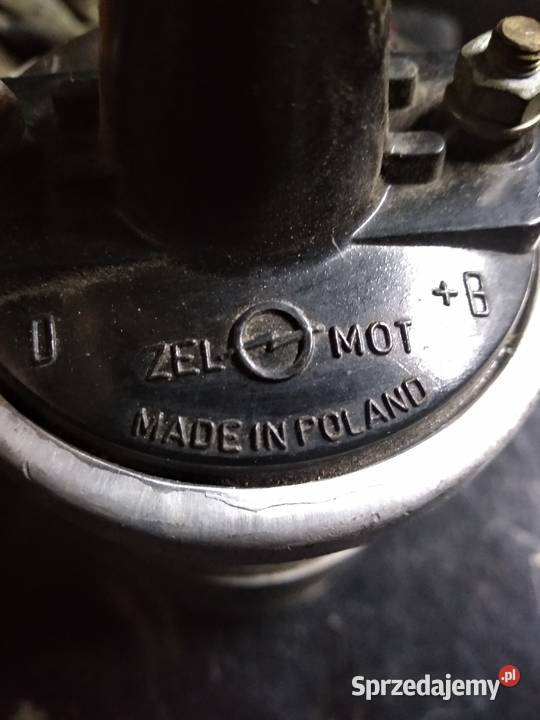 D +B
ZEL MOT
MADE IN POLAND
Sprzedajemy.pl